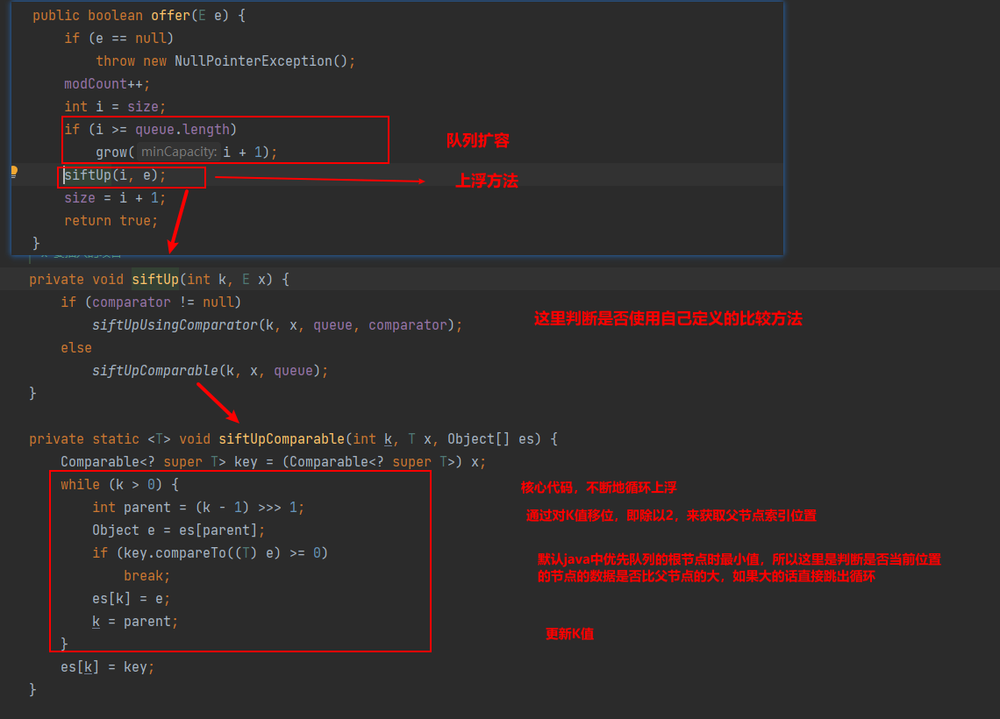 public boolean offer(E e) {
if (e == null)
throw new NullPointerException();
modCount++;
int i = size;
if (i >= queue.length)
grow( minCapacity: i + 1);
队列扩容
siftUp(i, e);
上浮方法
size = i + 1;
return true;
}
private void siftUp(int k, E x) {
if (comparator != null)
siftUpUsingComparator(k, x, queue, comparator);
这里判断是否使用自己定义的比较方法
else
siftUpComparable(k, x, queue);
}
private static <T> void siftUpComparable(int k, T x, Object[] es) {
Comparable<? super T> key = (Comparable<? super T>) x;
while (k > 0) {
核心代码，不断地循环上浮
int parent = (k - 1) >>> 1;
通过对K值移位，即除以2，来获取父节点索引位置
Object e = es[parent];
if (key.compareTo((T) e) >= 0)
默认java中优先队列的根节点时最小值，所以这里是判断是否当前位置
的节点的数据是否比父节点的大，如果大的话直接跳出循环
break;
es[k] = e;
k = parent;
更新K值
}
es[k] = key;
}